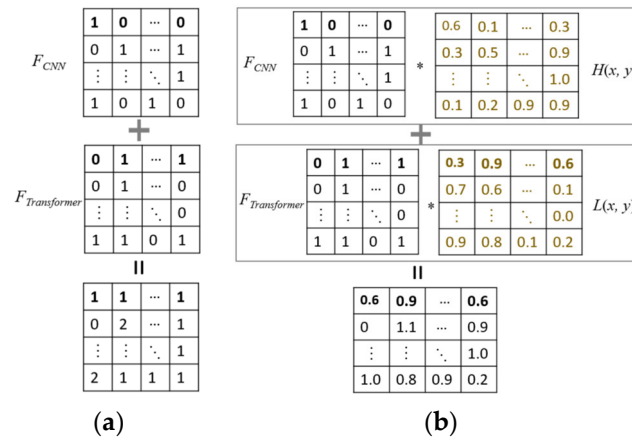 F_CNN
1 0 ... 0
0 1 ... 1
⋮ ⋮ ⋱ 1
1 0 1 0
+
F_Transformer
0 1 ... 1
0 1 ... 0
⋮ ⋮ ⋱ 0
1 1 0 1
=
1 1 ... 1
0 2 ... 1
⋮ ⋮ ⋱ 1
2 1 1 1
(a)
F_CNN
1 0 ... 0
0 1 ... 1
⋮ ⋮ ⋱ 1
1 0 1 0
*
0.6 0.1 ... 0.3
0.3 0.5 ... 0.9
⋮ ⋮ ⋱ 1.0
0.1 0.2 0.9 0.9
H(x, y)
+
F_Transformer
0 1 ... 1
0 1 ... 0
⋮ ⋮ ⋱ 0
1 1 0 1
*
0.3 0.9 ... 0.6
0.7 0.6 ... 0.1
⋮ ⋮ ⋱ 0.0
0.9 0.8 0.1 0.2
L(x, y)
=
0.6 0.9 ... 0.6
0 1.1 ... 0.9
⋮ ⋮ ⋱ 1.0
1.0 0.8 0.9 0.2
(b)